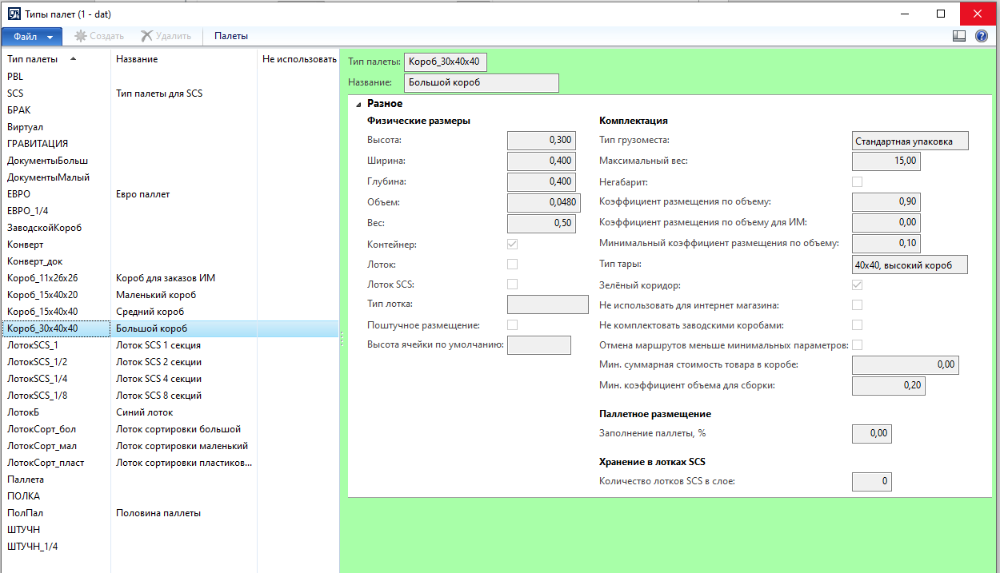 Типы палет (1 - dat)
Файл Создать Удалить Палеты
Тип палеты Название Не использовать
PBL
SCS Тип палеты для SCS
БРАК
Виртуал
ГРАВИТАЦИЯ
ДокументыБольш
ДокументыМалый
ЕВРО Евро паллет
ЕВРО_1/4
ЗаводскойКороб
Конверт
Конверт_док
Короб_11x26x26 Короб для заказов ИМ
Короб_15x40x20 Маленький короб
Короб_15x40x40 Средний короб
Короб_30x40x40 Большой короб
ЛотокSCS_1 Лоток SCS 1 секция
ЛотокSCS_1/2 Лоток SCS 2 секции
ЛотокSCS_1/4 Лоток SCS 4 секции
ЛотокSCS_1/8 Лоток SCS 8 секций
ЛотокБ Синий лоток
ЛотокСорт_бол Лоток сортировки большой
ЛотокСорт_мал Лоток сортировки маленький
ЛотокСорт_пласт Лоток сортировки пластиков...
Паллета
ПОЛКА
ПолПал Половина паллеты
ШТУЧН
ШТУЧН_1/4
Тип палеты: Короб_30x40x40
Название: Большой короб
Разное
Физические размеры
Высота: 0,300
Ширина: 0,400
Глубина: 0,400
Объем: 0,0480
Вес: 0,50
Контейнер:
Лоток:
Лоток SCS:
Тип лотка:
Поштучное размещение:
Высота ячейки по умолчанию:
Комплектация
Тип грузоместа: Стандартная упаковка
Максимальный вес: 15,00
Негабарит:
Коэффициент размещения по объему: 0,90
Коэффициент размещения по объему для ИМ: 0,00
Минимальный коэффициент размещения по объему: 0,10
Тип тары: 40x40, высокий короб
Зелёный коридор:
Не использовать для интернет магазина:
Не комплектовать заводскими коробами:
Отмена маршрутов меньше минимальных параметров:
Мин. суммарная стоимость товара в коробе: 0,00
Мин. коэффициент объема для сборки: 0,20
Паллетное размещение
Заполнение паллеты, % 0,00
Хранение в лотках SCS
Количество лотков SCS в слое: 0